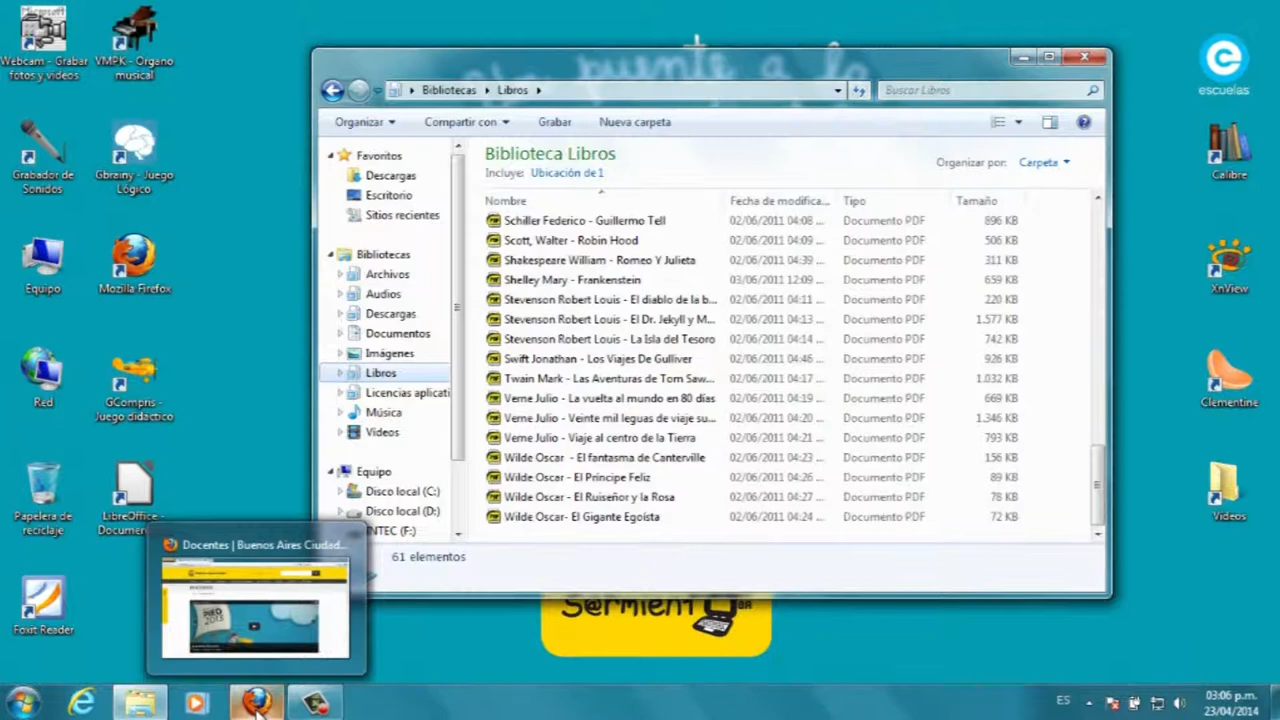 Microsoft
Webcam - Grabar
fotos y videos
VMPK - Organo
musical
Grabador de
Sonidos
Gbrainy - Juego
Lógico
Equipo
Mozilla Firefox
Red
GCompris -
Juego didáctico
Papelera de
reciclaje
LibreOffice -
Foxit Reader
puente a lo
Bibliotecas
Libros
Buscar Libros
Organizar
Compartir con
Grabar
Nueva carpeta
Favoritos
Descargas
Escritorio
Sitios recientes
Bibliotecas
Archivos
Audios
Descargas
Documentos
Imágenes
Libros
Licencias aplicati
Música
Vídeos
Equipo
Disco local (C:)
Disco local (D:)
INTEC (F:)
Biblioteca Libros
Incluye: Ubicación de1
Organizar por: Carpeta
Nombre Fecha de modifica... Tipo Tamaño
Schiller Federico - Guillermo Tell 02/06/2011 04:08 ... Documento PDF 896 KB
Scott, Walter - Robin Hood 02/06/2011 04:09 ... Documento PDF 506 KB
Shakespeare William - Romeo Y Julieta 02/06/2011 04:39 ... Documento PDF 311 KB
Shelley Mary - Frankenstein 03/06/2011 12:09 ... Documento PDF 659 KB
Stevenson Robert Louis - El diablo de la b... 02/06/2011 04:11 ... Documento PDF 220 KB
Stevenson Robert Louis - El Dr. Jekyll y M... 02/06/2011 04:13 ... Documento PDF 1.577 KB
Stevenson Robert Louis - La Isla del Tesoro 02/06/2011 04:14 ... Documento PDF 742 KB
Swift Jonathan - Los Viajes De Gulliver 02/06/2011 04:46 ... Documento PDF 926 KB
Twain Mark - Las Aventuras de Tom Saw... 02/06/2011 04:17 ... Documento PDF 1.032 KB
Verne Julio - La vuelta al mundo en 80 días 02/06/2011 04:19 ... Documento PDF 669 KB
Verne Julio - Veinte mil leguas de viaje su... 02/06/2011 04:20 ... Documento PDF 1.346 KB
Verne Julio - Viaje al centro de la Tierra 02/06/2011 04:21 ... Documento PDF 793 KB
Wilde Oscar - El fantasma de Canterville 02/06/2011 04:23 ... Documento PDF 156 KB
Wilde Oscar - El Principe Feliz 02/06/2011 04:26 ... Documento PDF 89 KB
Wilde Oscar - El Ruiseñor y la Rosa 02/06/2011 04:27 ... Documento PDF 78 KB
Wilde Oscar- El Gigante Egoísta 02/06/2011 04:24 ... Documento PDF 72 KB
61 elementos
escuelas
Calibre
XnView
Clementine
Videos
S@rmient BA
Docentes | Buenos Aires Ciudad...
2013
ES
03:06 p.m.
23/04/2014